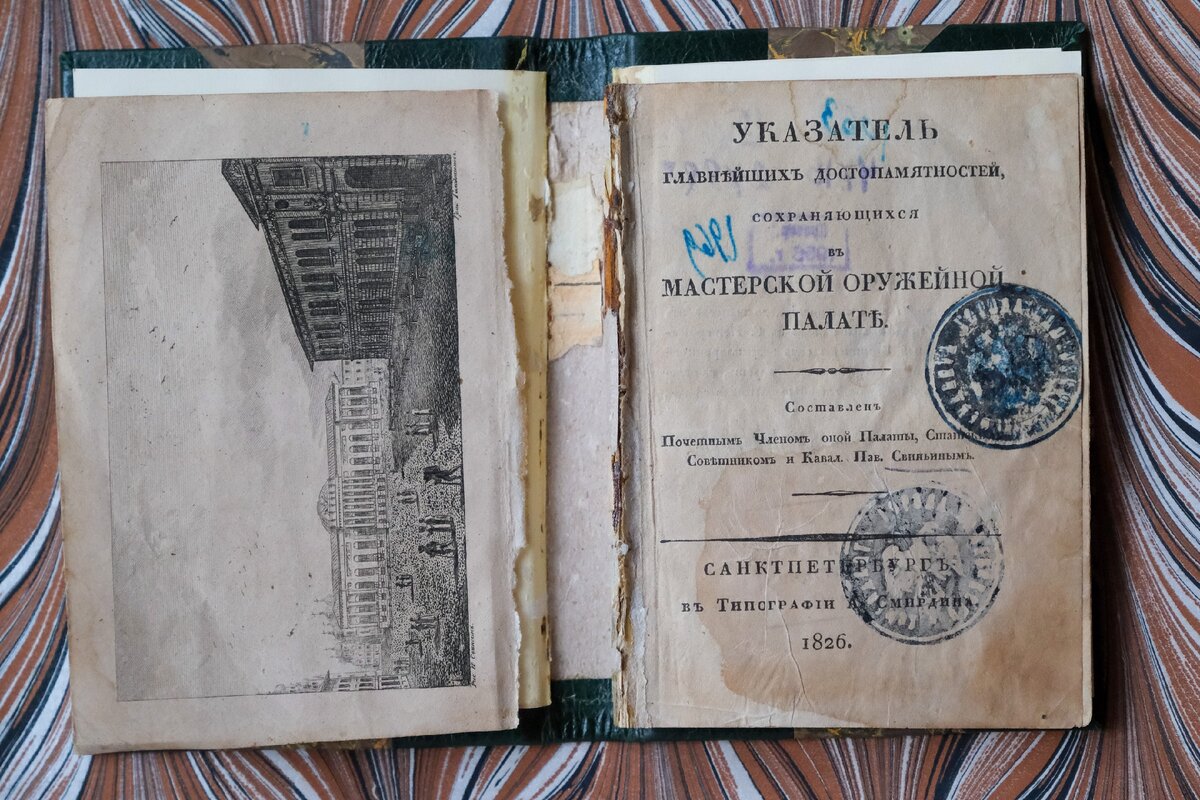 УКАЗАТЕЛЬ
ГЛАВНѢЙШИХЪ ДОСТОПАМЯТНОСТЕЙ,
СОХРАНЯЮЩИХСЯ
ВЪ
МАСТЕРСКОЙ ОРУЖЕЙНОЙ
ПАЛАТѢ.
Составленъ
Почетнымъ Членомъ оной Палаты,
Совѣтникомъ и Кавал. Пав. Свиньинымъ.
САНКТПЕТЕРБУРГЪ
въ Типографіи Смирдина.
1826.